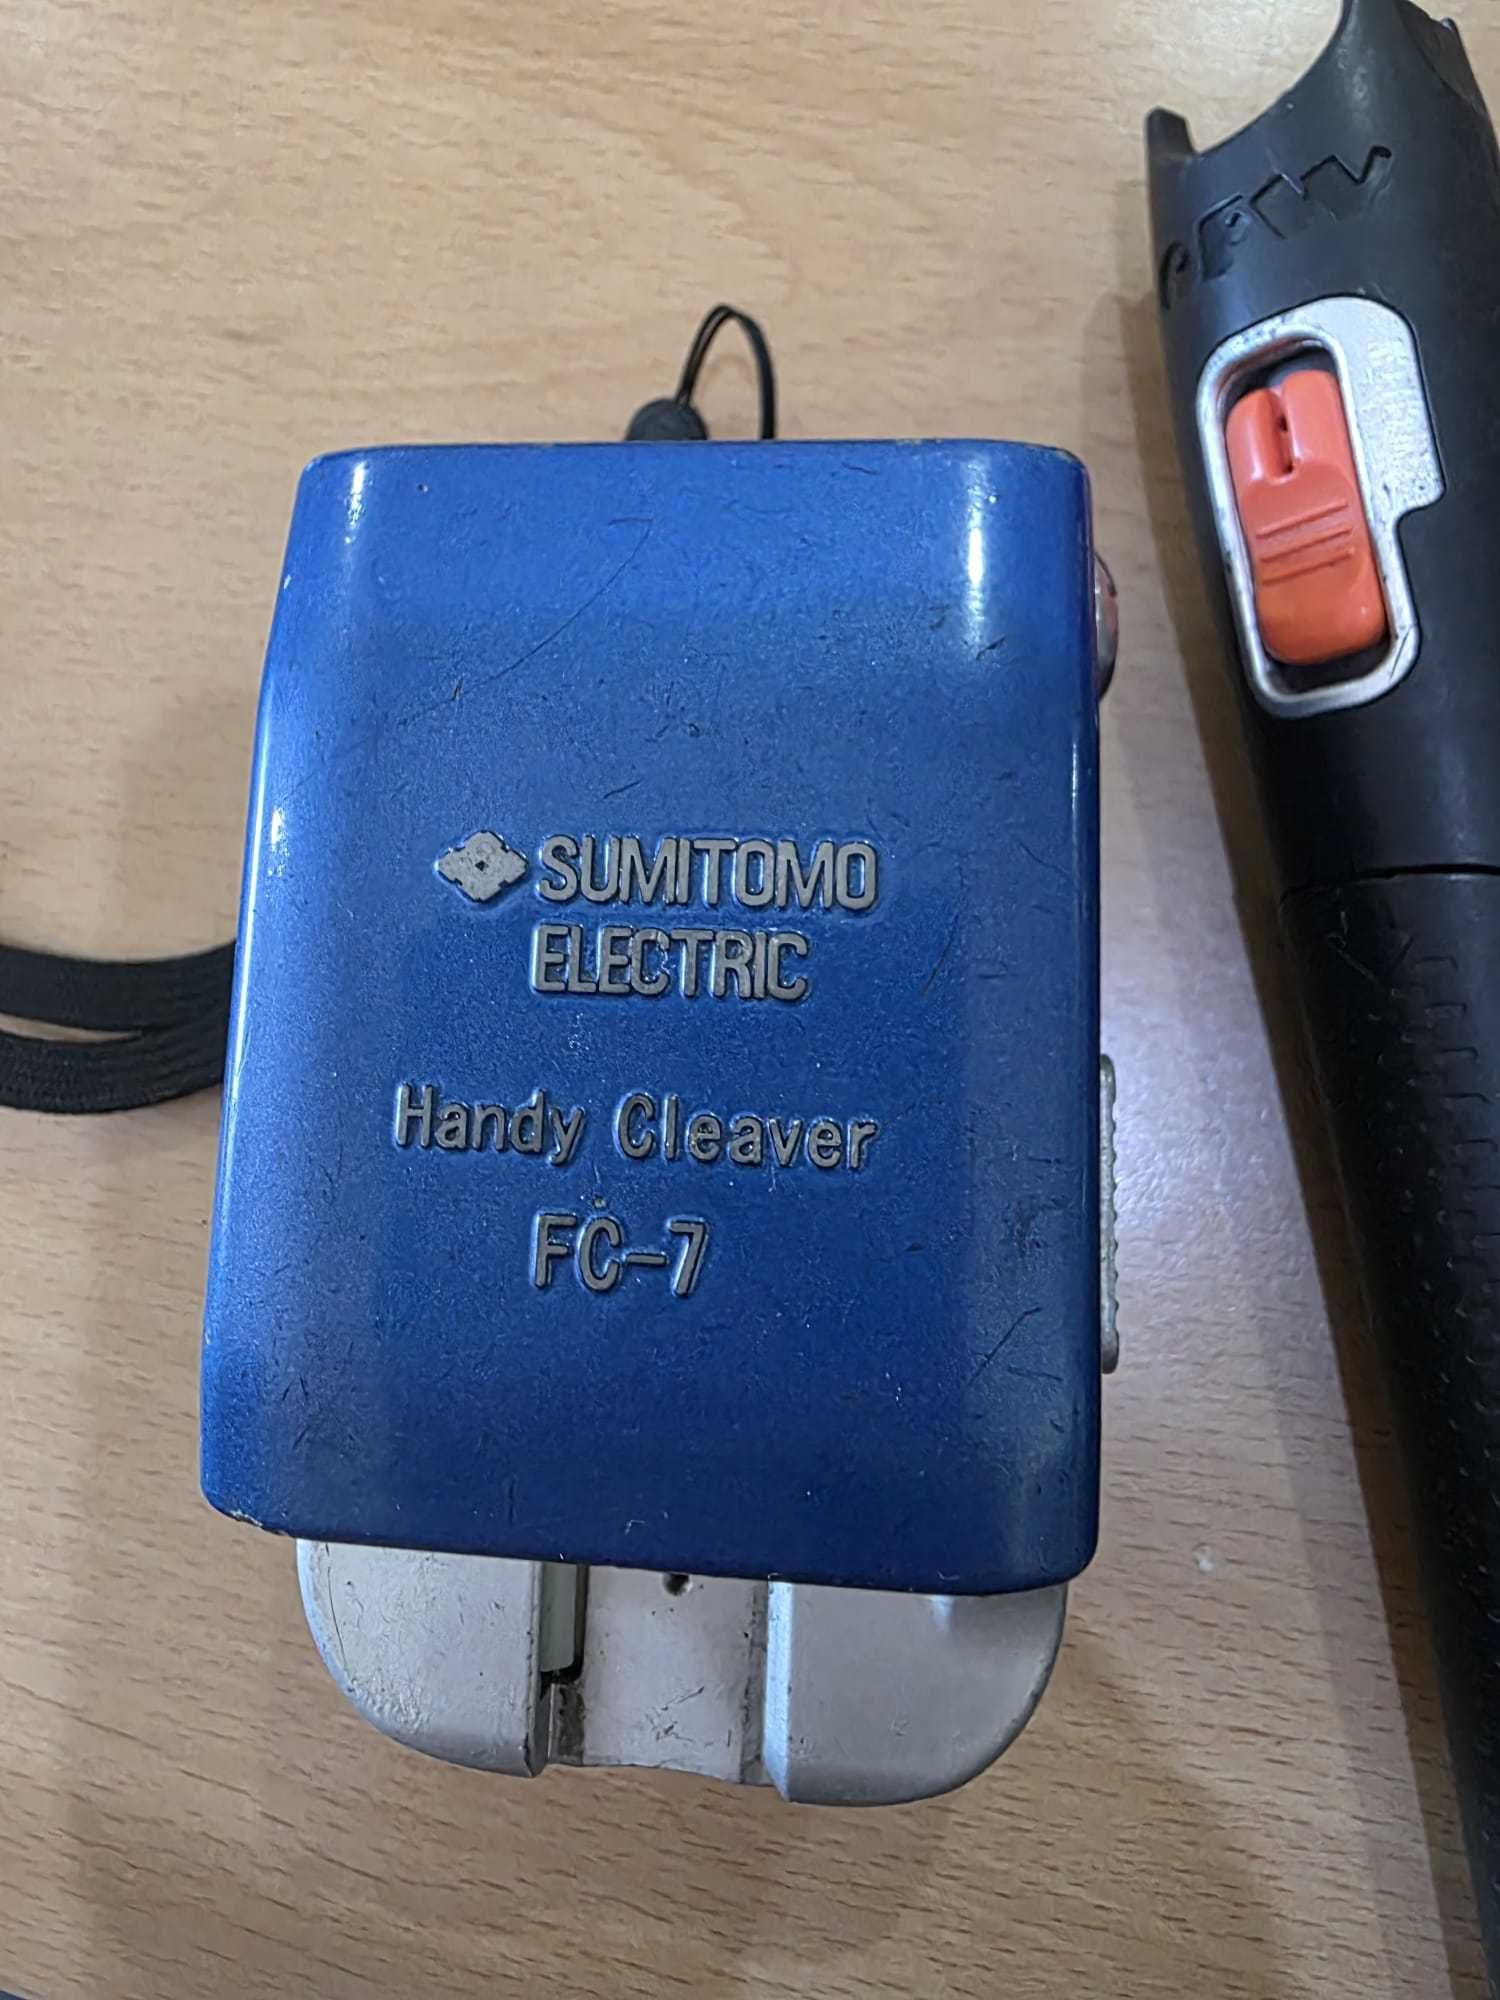 SUMITOMO
ELECTRIC
Handy Cleaver
FC-7